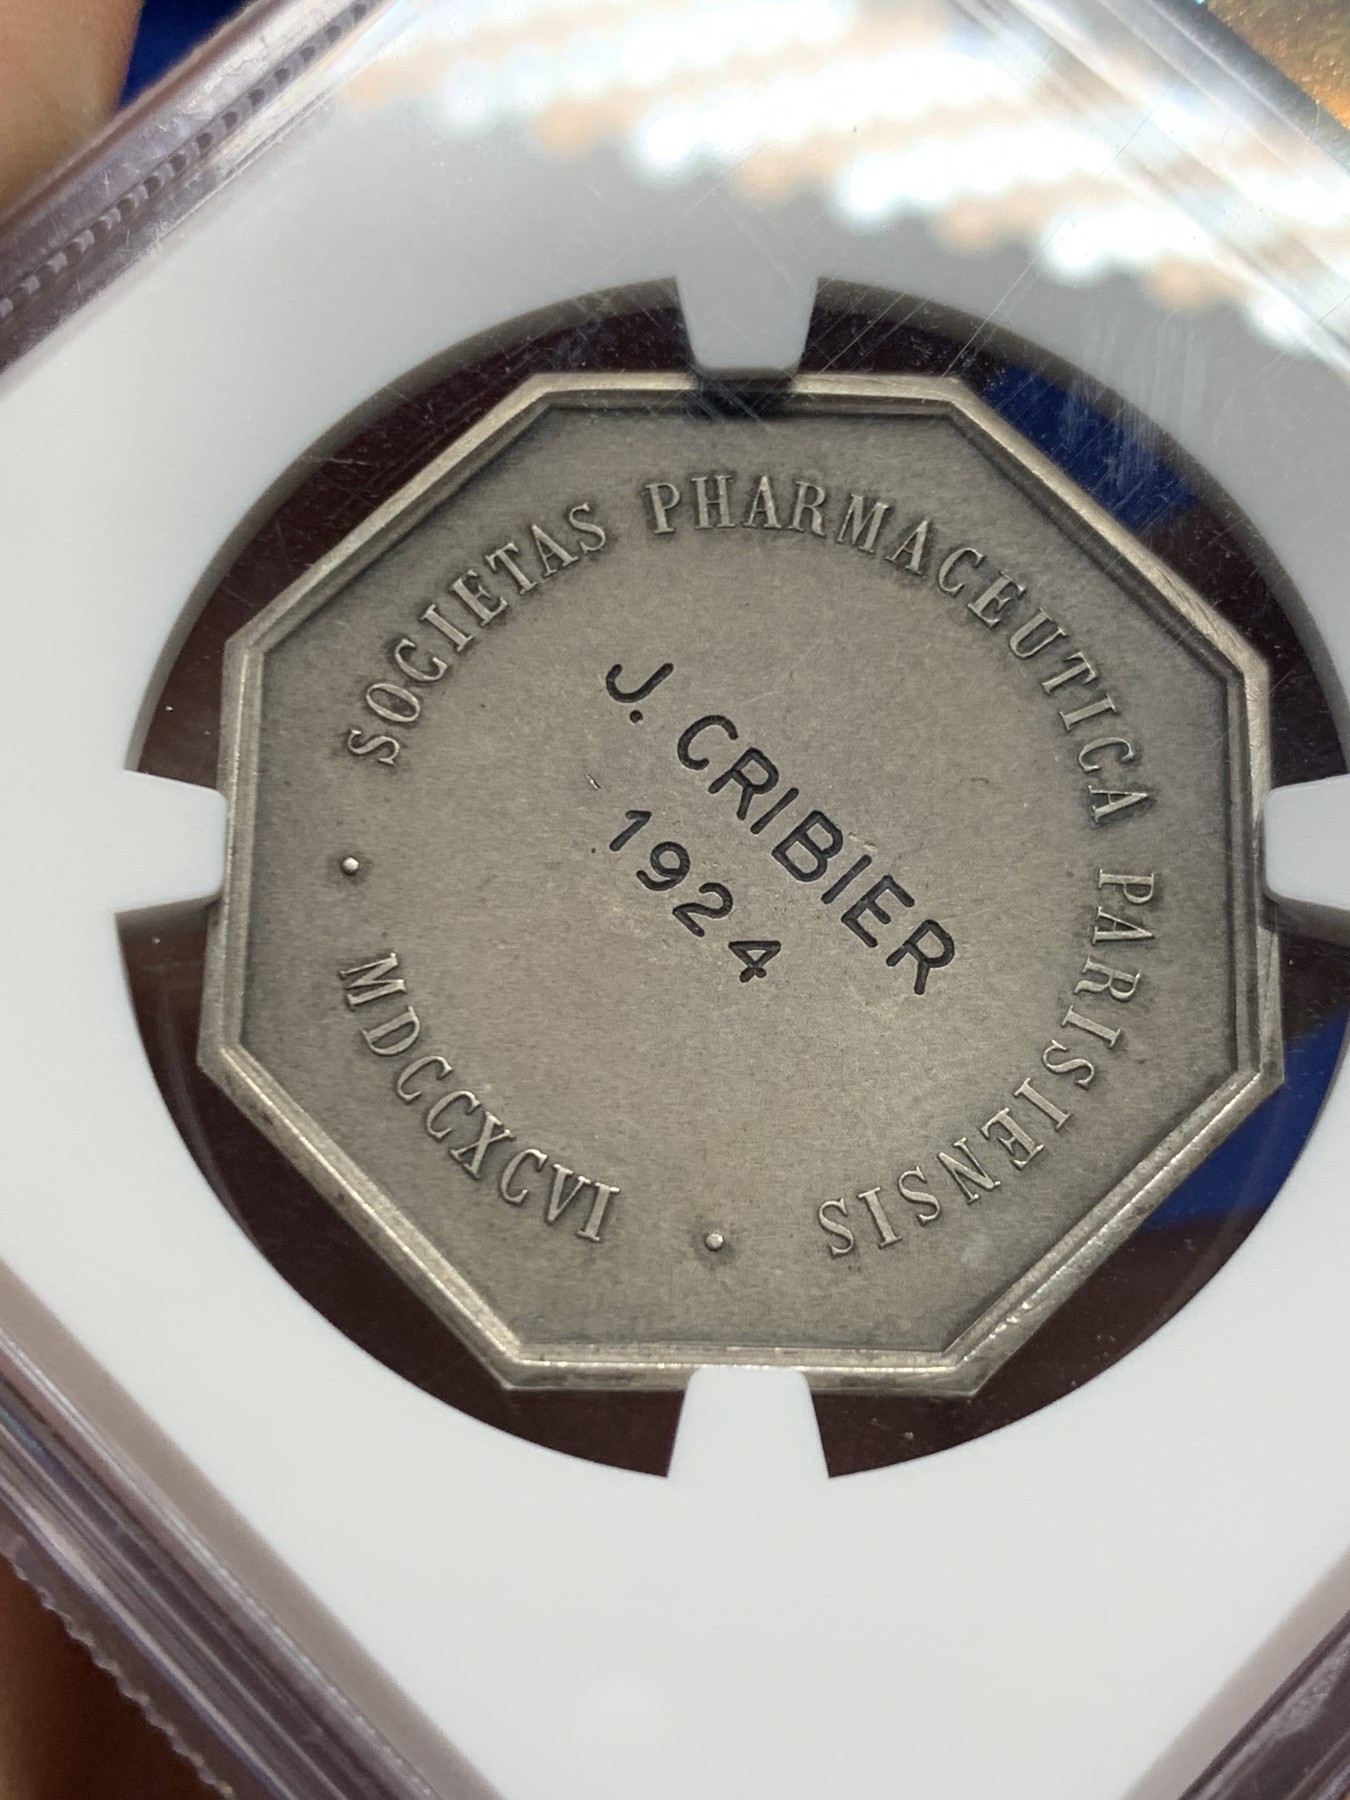 SOCIETAS PHARMACEUTICA PARISIENSIS
J. CRIBIER
1924
· MDCCXCVI ·